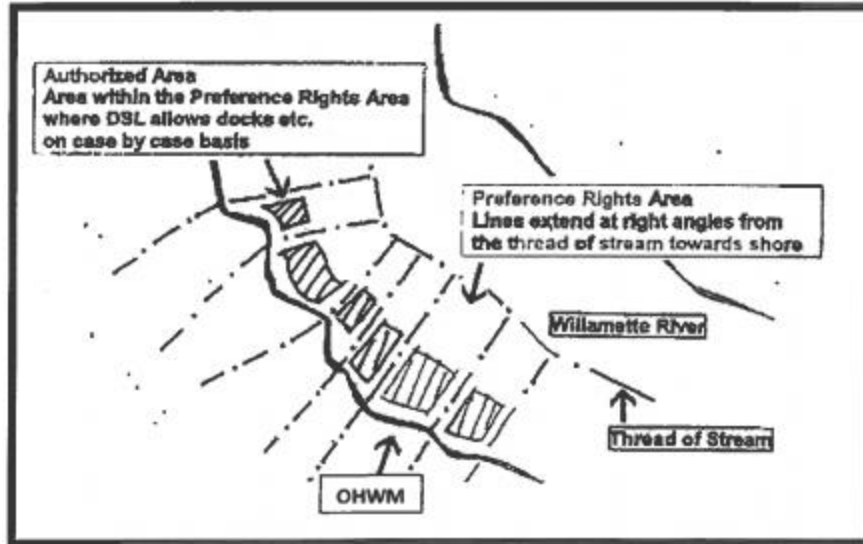 Authorized Area
Area within the Preference Rights Area
where DSL allows docks etc.
on case by case basis
Preference Rights Area
Lines extend at right angles from
the thread of stream towards shore
Willamette River
Thread of Stream
OHWM